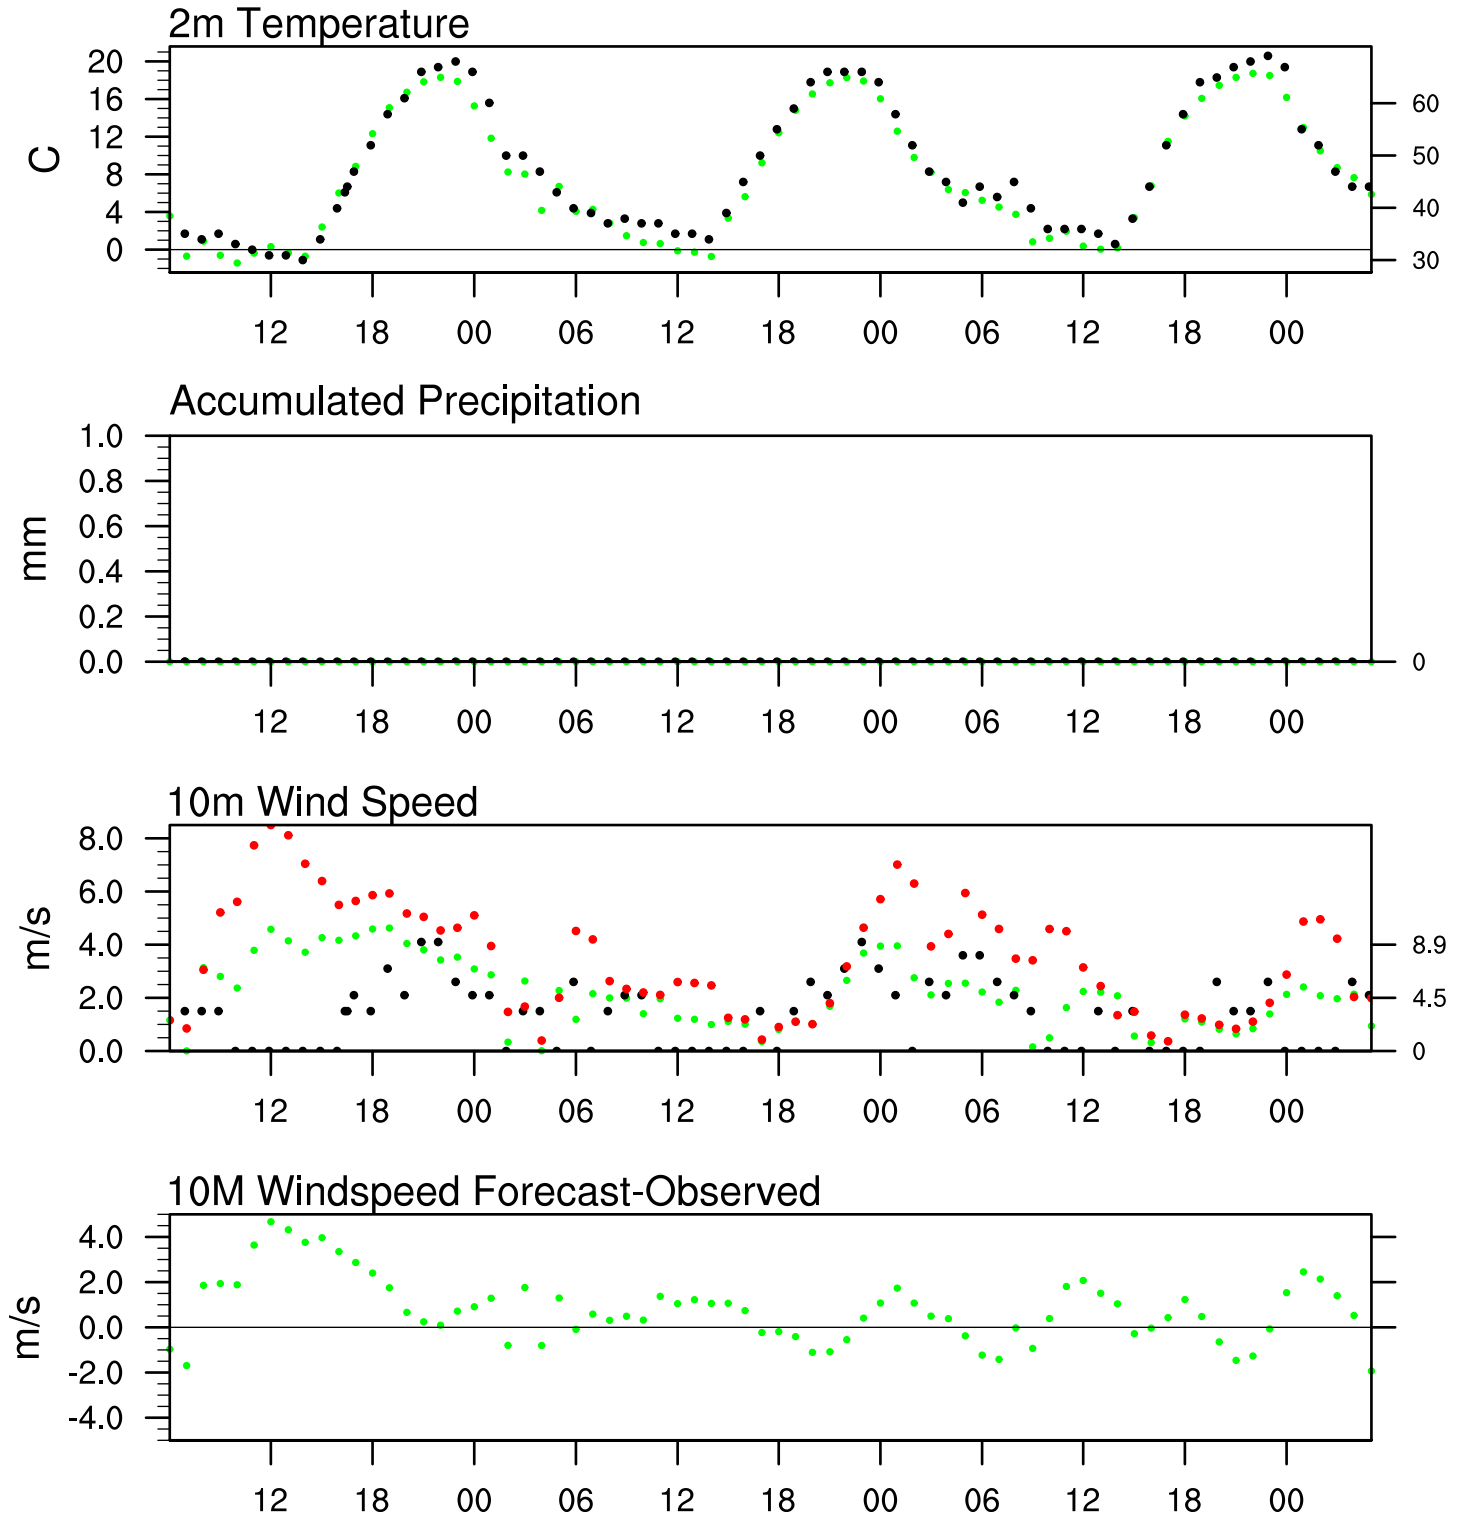 2m Temperature
20
16
12
8
4
0
C
60
50
40
30
12 18 00 06 12 18 00 06 12 18 00
Accumulated Precipitation
1.0
0.8
0.6
0.4
0.2
0.0
mm
0
12 18 00 06 12 18 00 06 12 18 00
10m Wind Speed
8.0
6.0
4.0
2.0
0.0
m/s
8.9
4.5
0
12 18 00 06 12 18 00 06 12 18 00
10M Windspeed Forecast-Observed
4.0
2.0
0.0
-2.0
-4.0
m/s
12 18 00 06 12 18 00 06 12 18 00